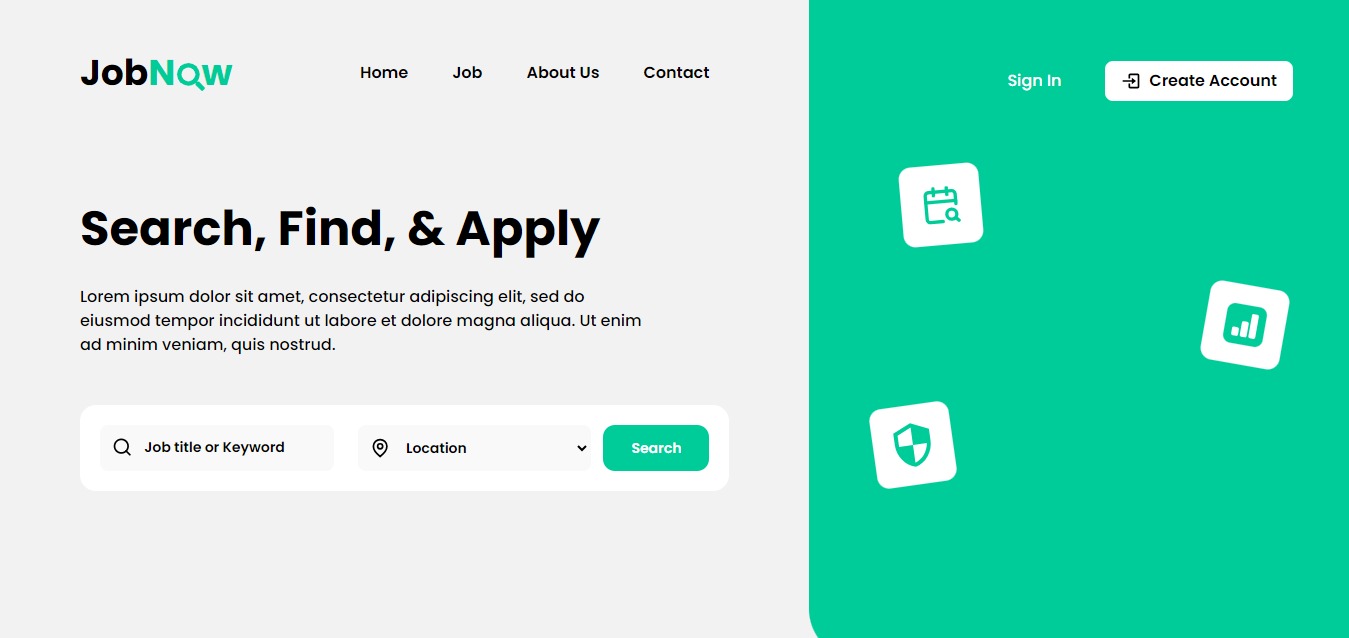 JobNow
Home Job About Us Contact
Sign In
Create Account
Search, Find, & Apply
Lorem ipsum dolor sit amet, consectetur adipiscing elit, sed do
eiusmod tempor incididunt ut labore et dolore magna aliqua. Ut enim
ad minim veniam, quis nostrud.
Job title or Keyword
Location
Search